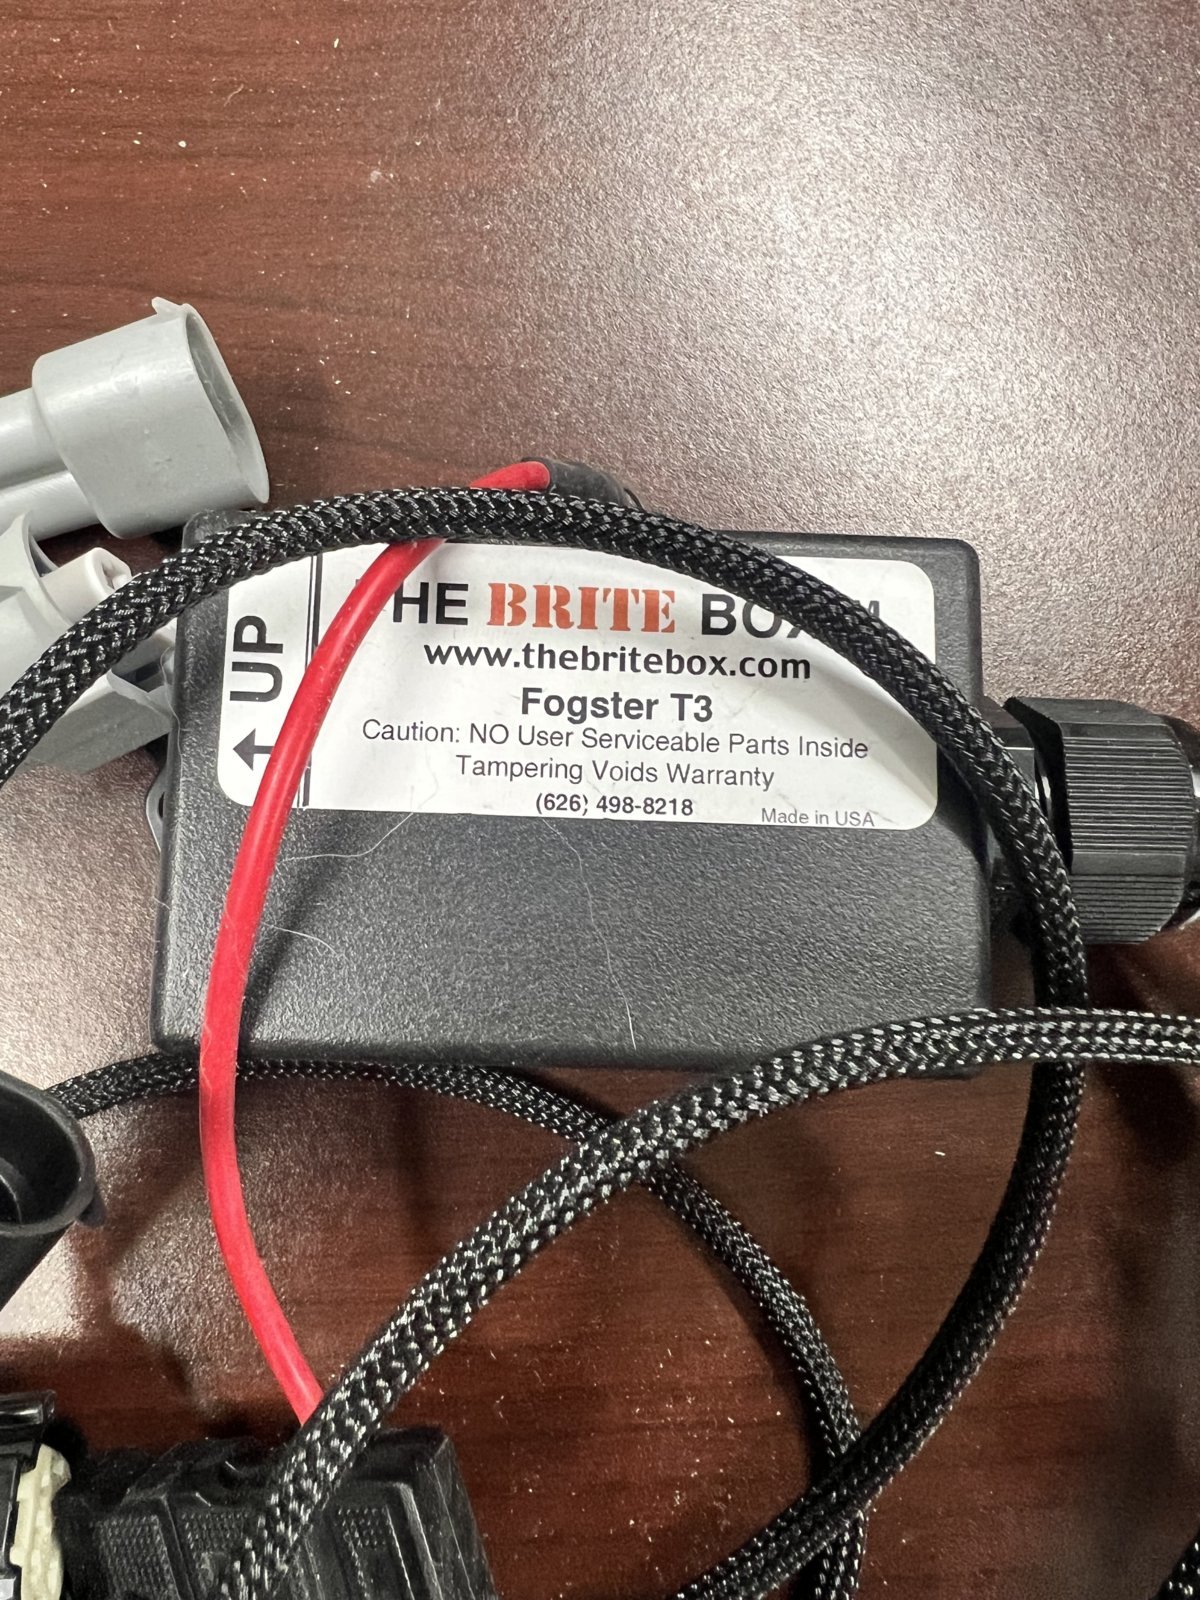 UP
THE BRITE BOX
www.thebritebox.com
Fogster T3
Caution: NO User Serviceable Parts Inside
Tampering Voids Warranty
(626) 498-8218
Made in USA